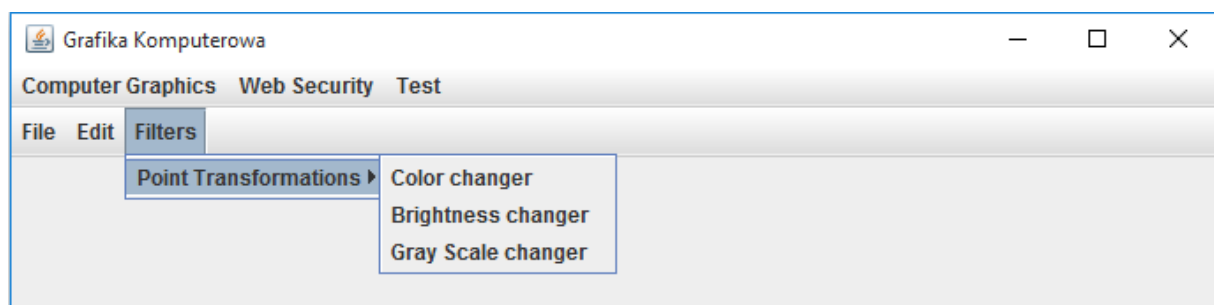 Grafika Komputerowa
Computer Graphics Web Security Test
File Edit Filters
Point Transformations Color changer
Brightness changer
Gray Scale changer